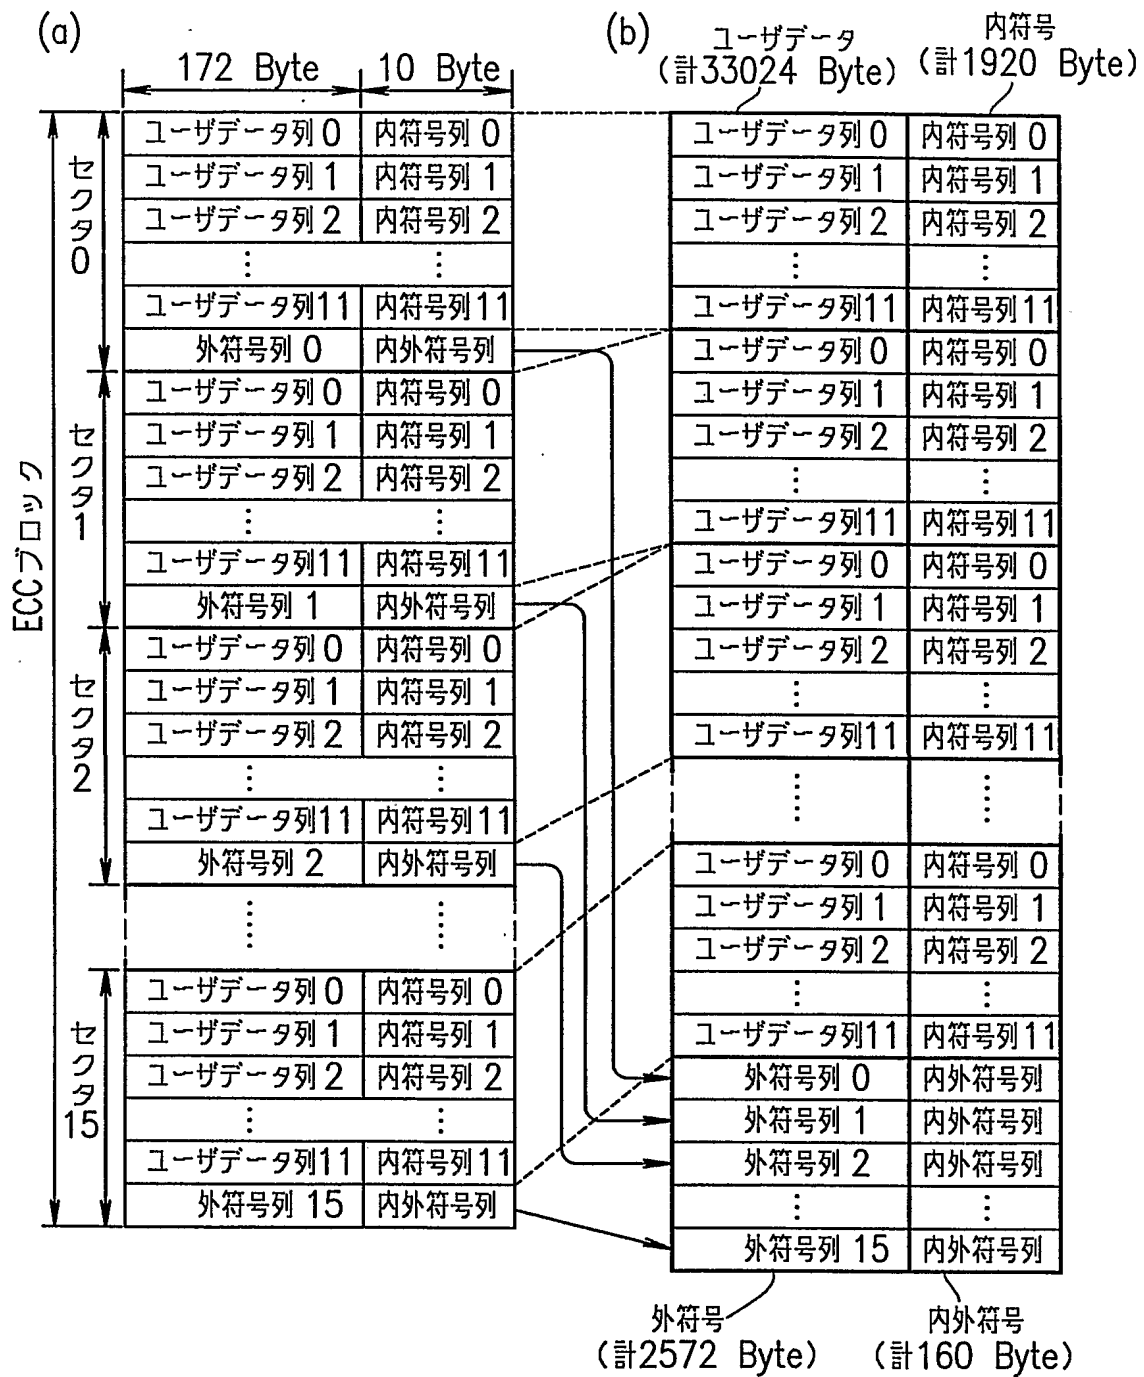 (a)
172 Byte
10 Byte
ECCブロック
セクタ0
ユーザデータ列 0 内符号列 0
ユーザデータ列 1 内符号列 1
ユーザデータ列 2 内符号列 2
⋮ ⋮
ユーザデータ列11 内符号列11
外符号列 0 内外符号列
セクタ1
ユーザデータ列 0 内符号列 0
ユーザデータ列 1 内符号列 1
ユーザデータ列 2 内符号列 2
⋮ ⋮
ユーザデータ列11 内符号列11
外符号列 1 内外符号列
セクタ2
ユーザデータ列 0 内符号列 0
ユーザデータ列 1 内符号列 1
ユーザデータ列 2 内符号列 2
⋮ ⋮
ユーザデータ列11 内符号列11
外符号列 2 内外符号列
⋮ ⋮
セクタ15
ユーザデータ列 0 内符号列 0
ユーザデータ列 1 内符号列 1
ユーザデータ列 2 内符号列 2
⋮ ⋮
ユーザデータ列11 内符号列11
外符号列 15 内外符号列
(b)
ユーザデータ
(計33024 Byte)
内符号
(計1920 Byte)
ユーザデータ列 0 内符号列 0
ユーザデータ列 1 内符号列 1
ユーザデータ列 2 内符号列 2
⋮ ⋮
ユーザデータ列11 内符号列11
ユーザデータ列 0 内符号列 0
ユーザデータ列 1 内符号列 1
ユーザデータ列 2 内符号列 2
⋮ ⋮
ユーザデータ列11 内符号列11
ユーザデータ列 0 内符号列 0
ユーザデータ列 1 内符号列 1
ユーザデータ列 2 内符号列 2
⋮ ⋮
ユーザデータ列11 内符号列11
⋮ ⋮
ユーザデータ列 0 内符号列 0
ユーザデータ列 1 内符号列 1
ユーザデータ列 2 内符号列 2
⋮ ⋮
ユーザデータ列11 内符号列11
外符号列 0 内外符号列
外符号列 1 内外符号列
外符号列 2 内外符号列
⋮ ⋮
外符号列 15 内外符号列
外符号
(計2572 Byte)
内外符号
(計160 Byte)